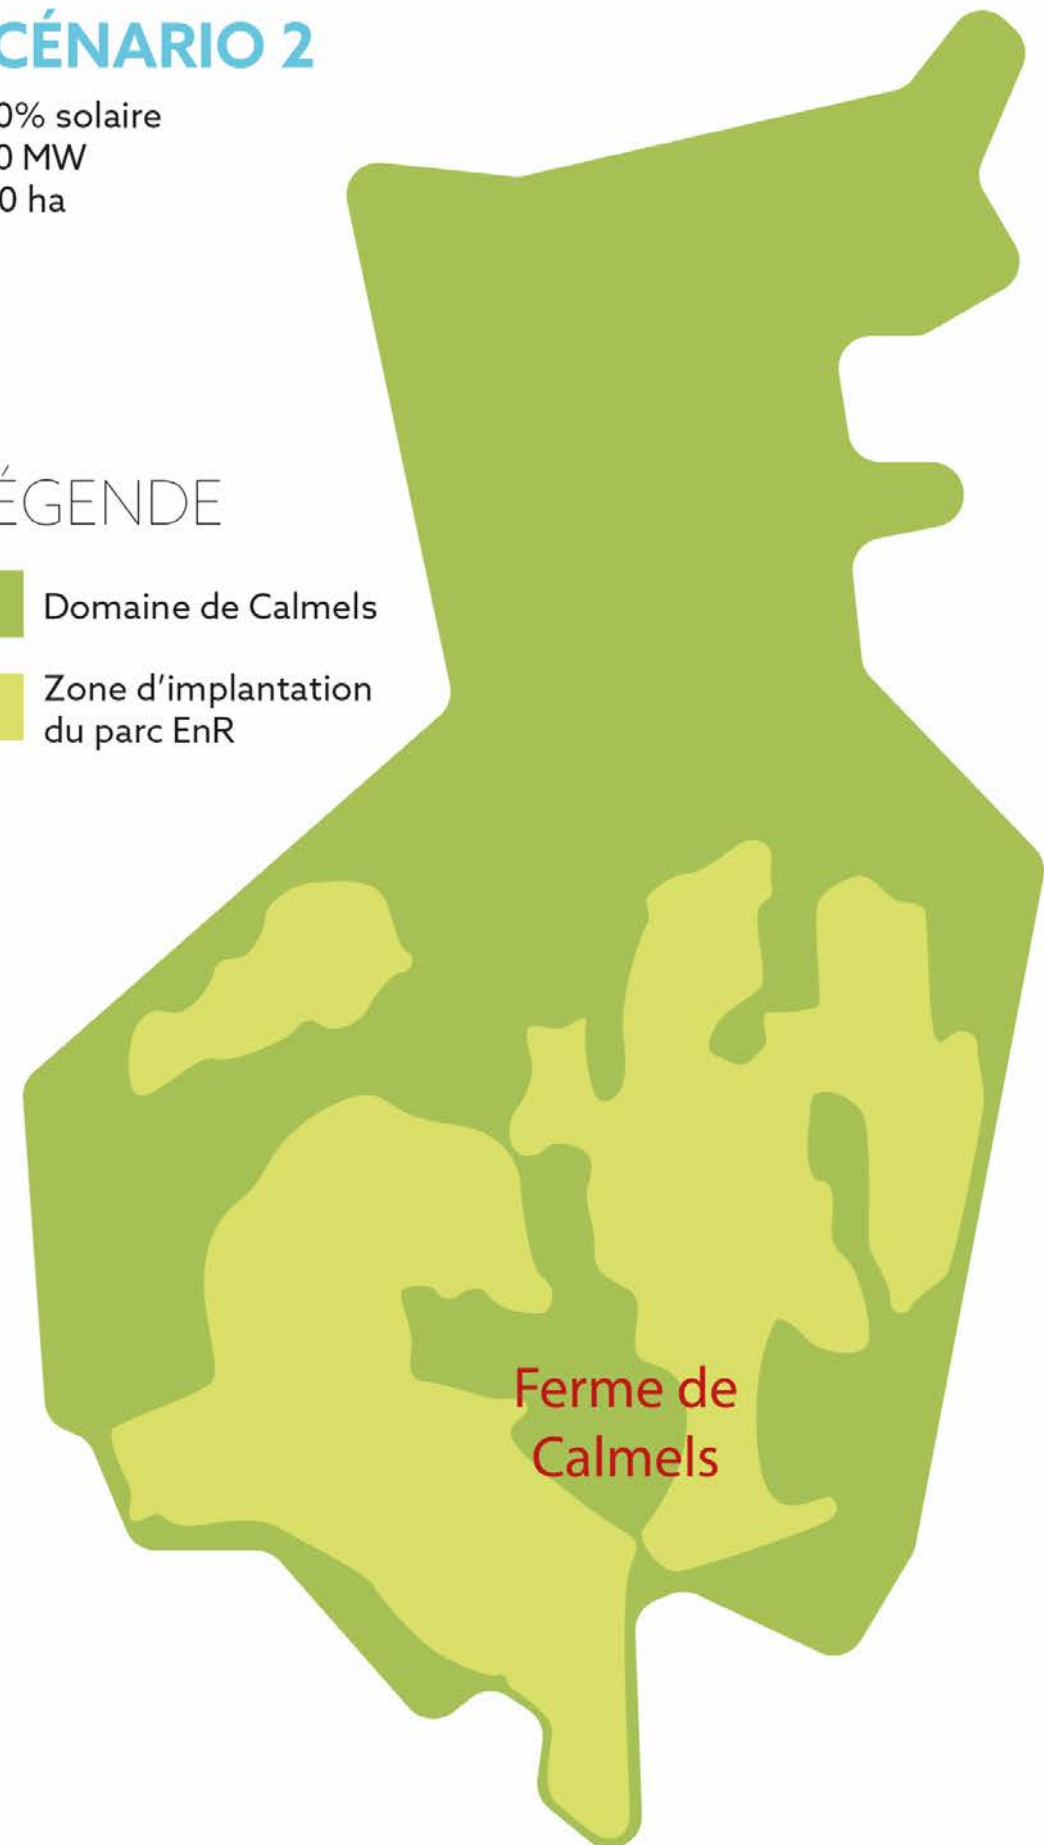 CÉNARIO 2
0% solaire
0 MW
0 ha
ÉGENDE
Domaine de Calmels
Zone d'implantation
du parc EnR
Ferme de
Calmels